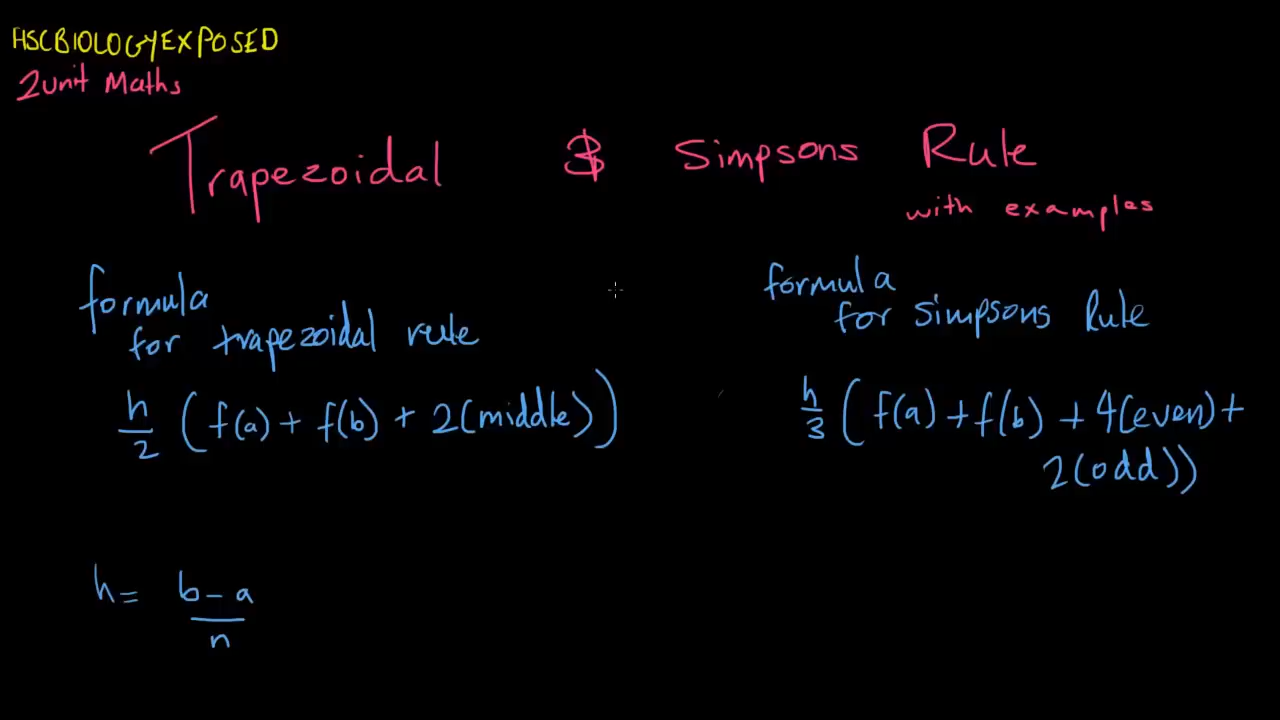 HSCBIOLOGYEXPOSED
2unit Maths
Trapezoidal & Simpsons Rule
with examples
formula
for trapezoidal rule
h/2 (f(a) + f(b) + 2(middle))
formula
for simpsons Rule
h/3 (f(a) + f(b) + 4(even) +
2(odd))
h = b - a
n